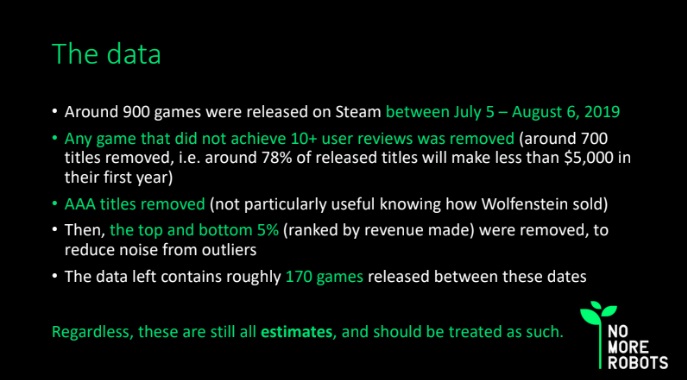 The data
• Around 900 games were released on Steam between July 5 – August 6, 2019
• Any game that did not achieve 10+ user reviews was removed (around 700
titles removed, i.e. around 78% of released titles will make less than $5,000 in
their first year)
• AAA titles removed (not particularly useful knowing how Wolfenstein sold)
• Then, the top and bottom 5% (ranked by revenue made) were removed, to
reduce noise from outliers
• The data left contains roughly 170 games released between these dates
Regardless, these are still all estimates, and should be treated as such.
NO
MORE
ROBOTS